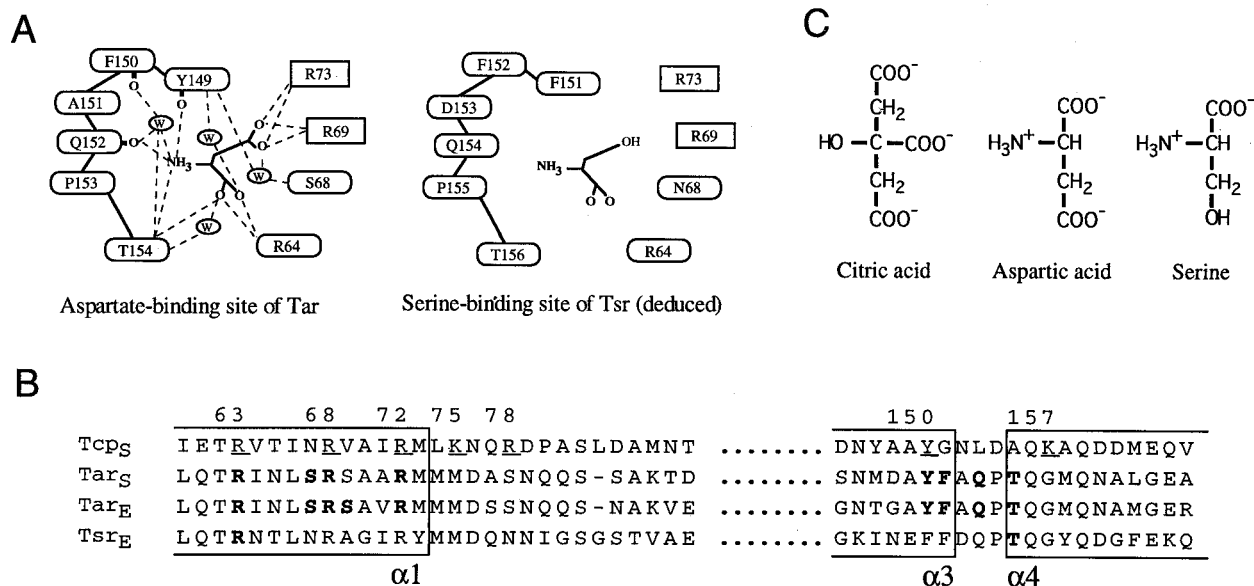 A
F150
Y149
A151
Q152
P153
T154
R73
R69
S68
R64
O
O
O
O
O
O
O
W
W
W
W
NH3
Aspartate-binding site of Tar
F152
F151
D153
Q154
P155
T156
R73
R69
N68
R64
NH3
OH
O O
Serine-binding site of Tsr (deduced)
C
COO−
CH2
HO C COO−
CH2
COO−
Citric acid
COO−
H3N+ CH
CH2
COO−
Aspartic acid
COO−
H3N+ CH
CH2
OH
Serine
B
63 68 72 75 78 150 157
TcpS IETRVTINRVAIRMLKNQRDPASLDAMNT ........ DNYAAYGNLDAQKAQDDMEQV
TarS LQTRINLSRSAARMMMDASNQQS-SAKTD ........ SNMDAYFAQPTQGMQNALGEA
TarE LQTRINLSRSAVRMMMDSSNQQS-NAKVE ........ GNTGAYFAQPTQGMQNAMGER
TsrE LQTRNTLNRAGIRYMMDQNNIGSGSTVAE ........ GKINEFFDQPTQGYQDGFEKQ
α1 α3 α4